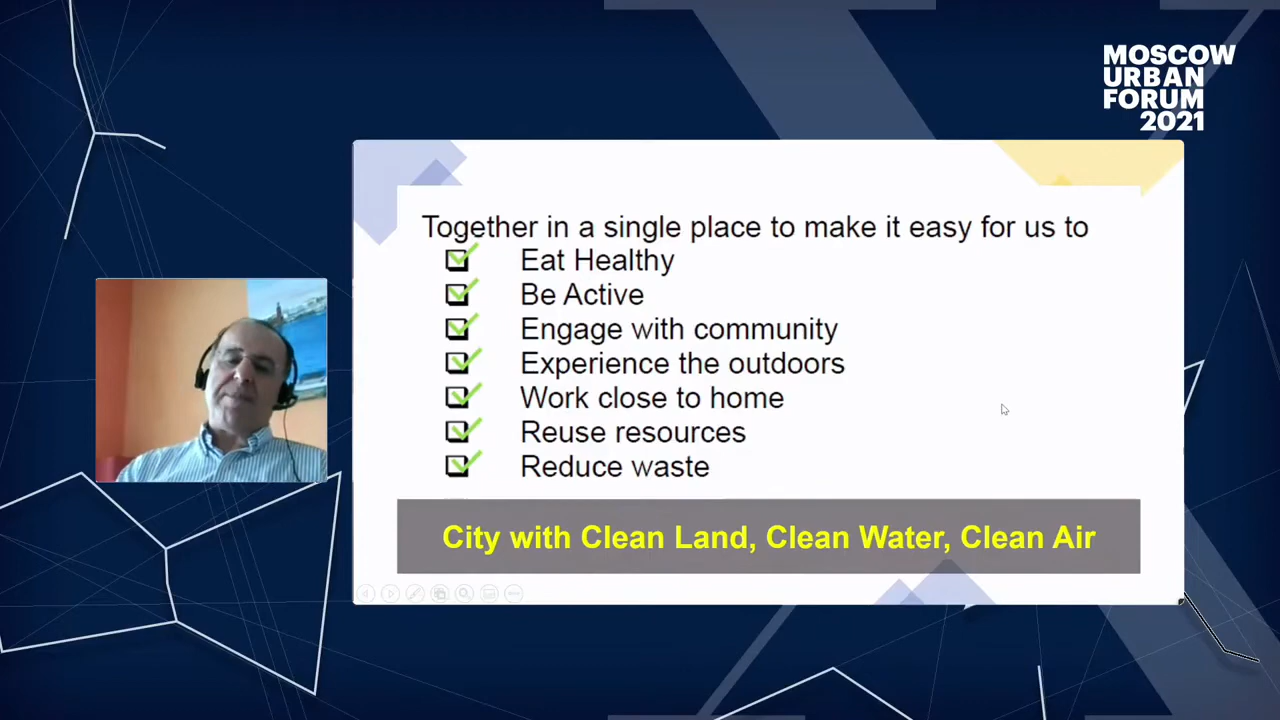 MOSCOW
URBAN
FORUM
2021
Together in a single place to make it easy for us to
Eat Healthy
Be Active
Engage with community
Experience the outdoors
Work close to home
Reuse resources
Reduce waste
City with Clean Land, Clean Water, Clean Air